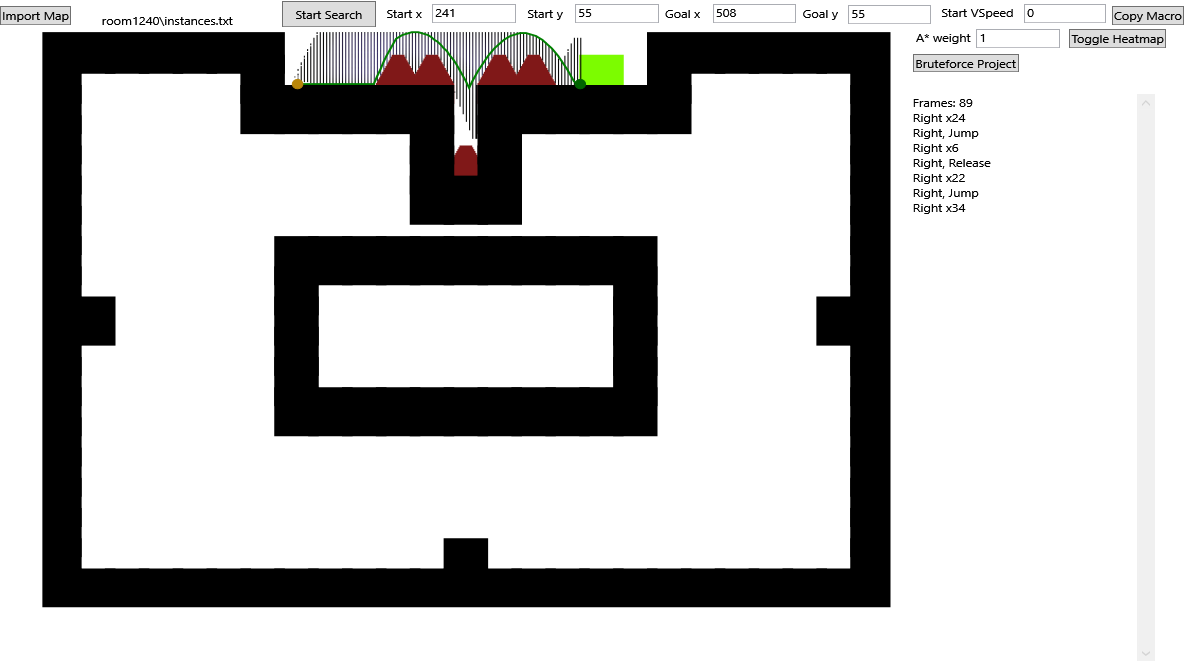 Import Map
room1240\instances.txt
Start Search
Start x 241
Start y 55
Goal x 508
Goal y 55
Start VSpeed 0
Copy Macro
A* weight 1
Toggle Heatmap
Bruteforce Project
Frames: 89
Right x24
Right, Jump
Right x6
Right, Release
Right x22
Right, Jump
Right x34